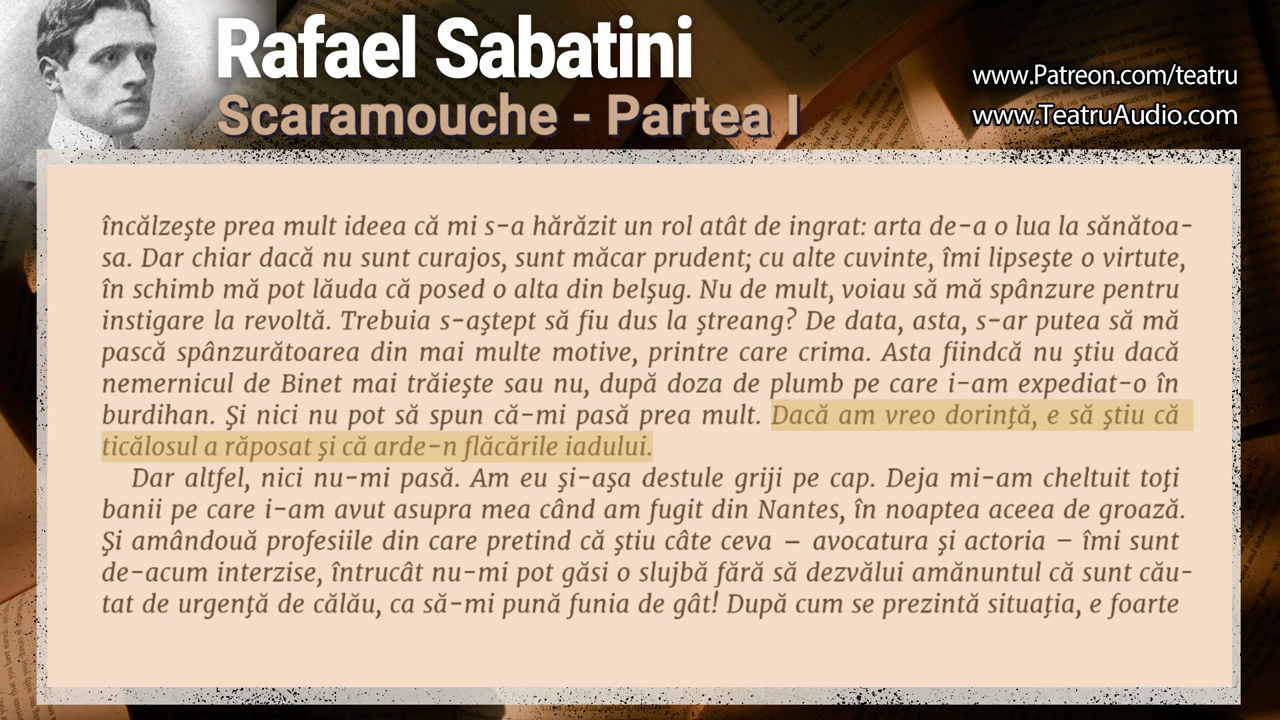 Rafael Sabatini
Scaramouche - Partea I
www.Patreon.com/teatru
www.TeatruAudio.com
încălzeşte prea mult ideea că mi s-a hărăzit un rol atât de ingrat: arta de-a o lua la sănătoa-
sa. Dar chiar dacă nu sunt curajos, sunt măcar prudent; cu alte cuvinte, îmi lipseşte o virtute,
în schimb mă pot lăuda că posed o alta din belşug. Nu de mult, voiau să mă spânzure pentru
instigare la revoltă. Trebuia s-aştept să fiu dus la ştreang? De data, asta, s-ar putea să mă
pască spânzurătoarea din mai multe motive, printre care crima. Asta fiindcă nu ştiu dacă
nemernicul de Binet mai trăieşte sau nu, după doza de plumb pe care i-am expediat-o în
burdihan. Şi nici nu pot să spun că-mi pasă prea mult. Dacă am vreo dorinţă, e să ştiu că
ticălosul a răposat şi că arde-n flăcările iadului.
Dar altfel, nici nu-mi pasă. Am eu şi-aşa destule griji pe cap. Deja mi-am cheltuit toţi
banii pe care i-am avut asupra mea când am fugit din Nantes, în noaptea aceea de groază.
Şi amândouă profesiile din care pretind că ştiu câte ceva – avocatura şi actoria – îmi sunt
de-acum interzise, întrucât nu-mi pot găsi o slujbă fără să dezvălui amănuntul că sunt cău-
tat de urgenţă de călău, ca să-mi pună funia de gât! După cum se prezintă situaţia, e foarte